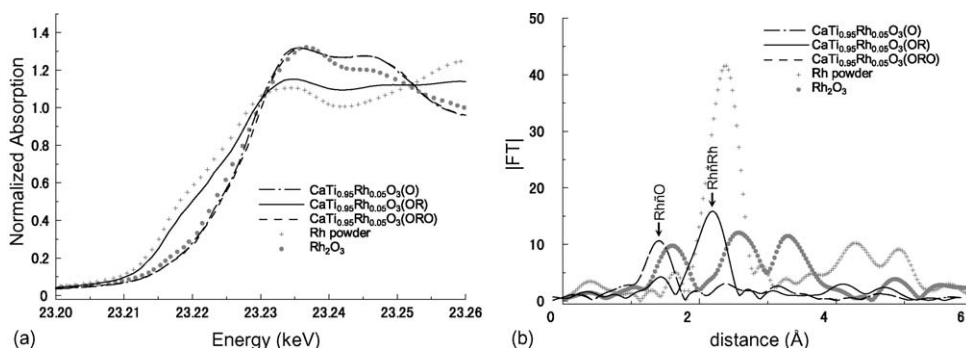 Normalized Absorption
1.4
1.2
1.0
0.8
0.6
0.4
0.2
0
23.20
23.21
23.22
23.23
23.24
23.25
23.26
Energy (keV)
(a)
CaTi0.95Rh0.05O3(O)
CaTi0.95Rh0.05O3(OR)
CaTi0.95Rh0.05O3(ORO)
Rh powder
Rh2O3
|FT|
50
40
30
20
10
0
0
2
4
6
distance (Å)
(b)
RhñO
RhñRh
CaTi0.95Rh0.05O3(O)
CaTi0.95Rh0.05O3(OR)
CaTi0.95Rh0.05O3(ORO)
Rh powder
Rh2O3